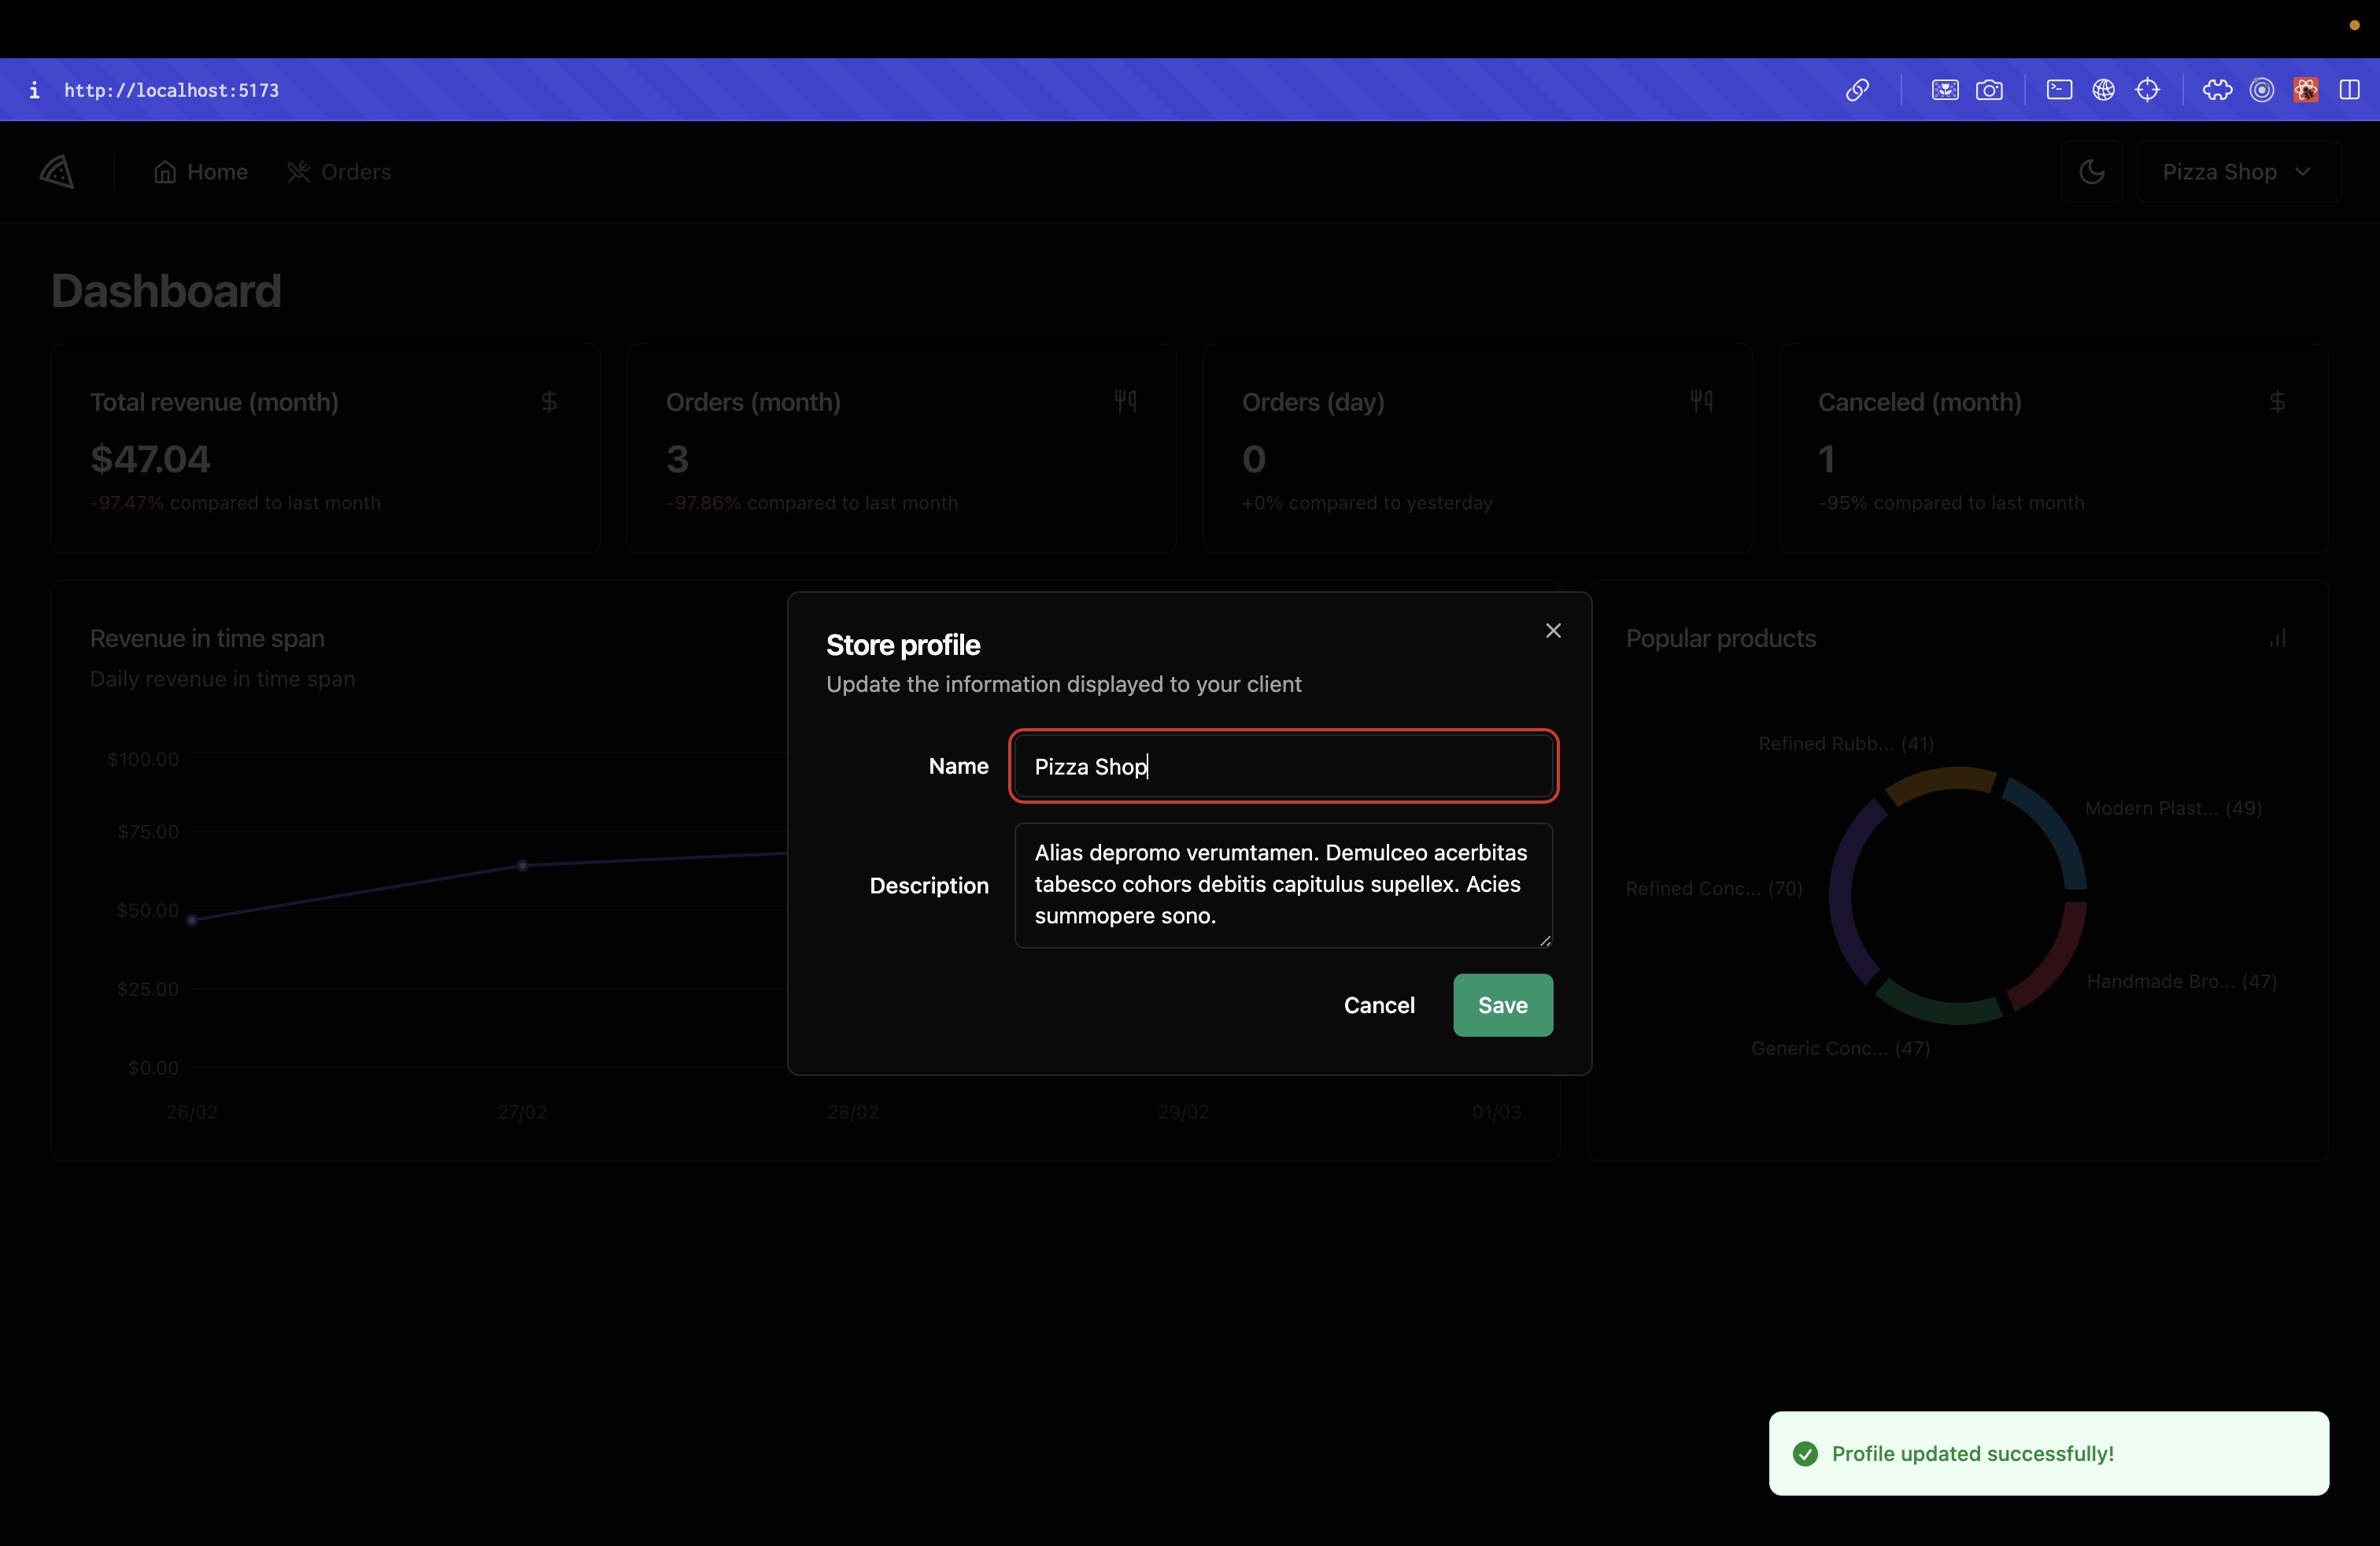 http://localhost:5173
Home
Orders
Pizza Shop
Dashboard
Total revenue (month)
$47.04
-97.47% compared to last month
Orders (month)
3
-97.86% compared to last month
Orders (day)
0
+0% compared to yesterday
Canceled (month)
1
-95% compared to last month
Revenue in time span
Daily revenue in time span
$100.00
$75.00
$50.00
$25.00
$0.00
26/02
27/02
28/02
29/02
01/03
Store profile
Update the information displayed to your client
Name
Pizza Shop
Description
Alias depromo verumtamen. Demulceo acerbitas
tabesco cohors debitis capitulus supellex. Acies
summopere sono.
Cancel
Save
Popular products
Refined Rubb... (41)
Modern Plast... (49)
Refined Conc... (70)
Handmade Bro... (47)
Generic Conc... (47)
Profile updated successfully!